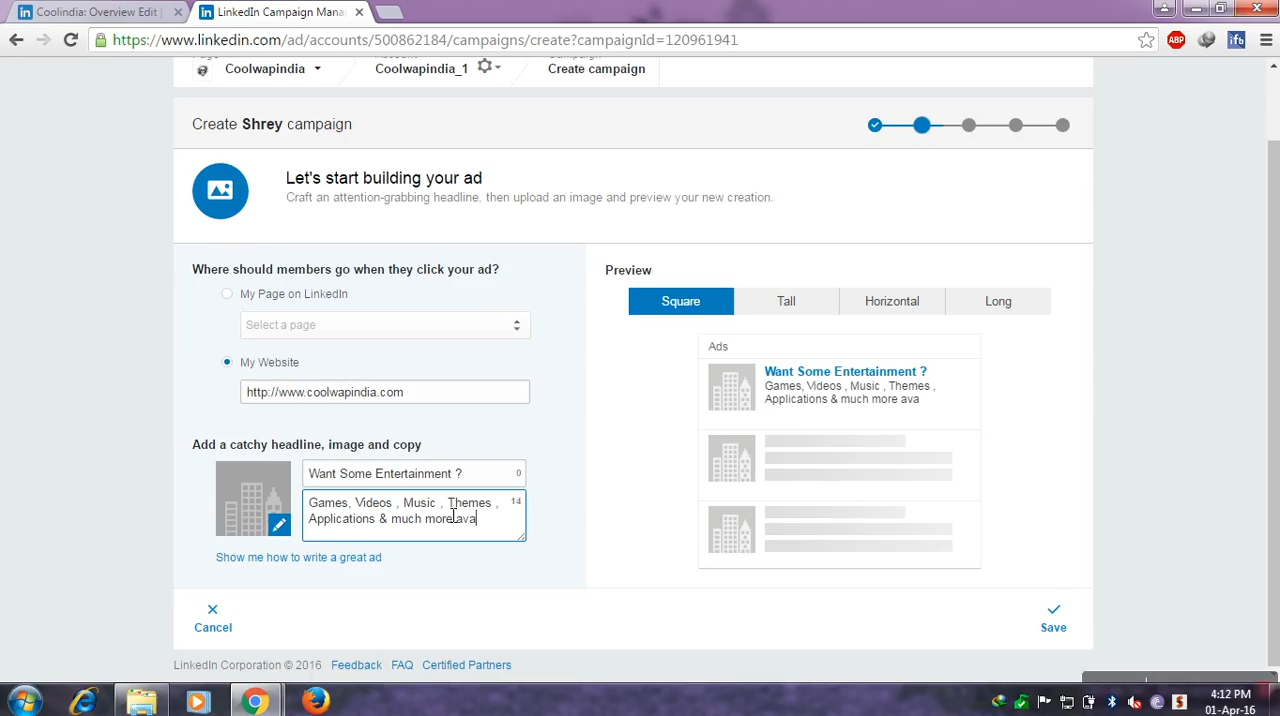 Coolindia: Overview Edit |
LinkedIn Campaign Mana
https://www.linkedin.com/ad/accounts/500862184/campaigns/create?campaignId=120961941
ABP
ifb
Coolwapindia
Coolwapindia_1
Create campaign
Create Shrey campaign
Let's start building your ad
Craft an attention-grabbing headline, then upload an image and preview your new creation.
Where should members go when they click your ad?
My Page on LinkedIn
Select a page
My Website
http://www.coolwapindia.com
Add a catchy headline, image and copy
Want Some Entertainment ? 0
Games, Videos , Music , Themes , 14
Applications & much more ava
Show me how to write a great ad
Preview
Square Tall Horizontal Long
Ads
Want Some Entertainment ?
Games, Videos , Music , Themes ,
Applications & much more ava
Cancel
Save
LinkedIn Corporation © 2016 Feedback FAQ Certified Partners
4:12 PM
01-Apr-16